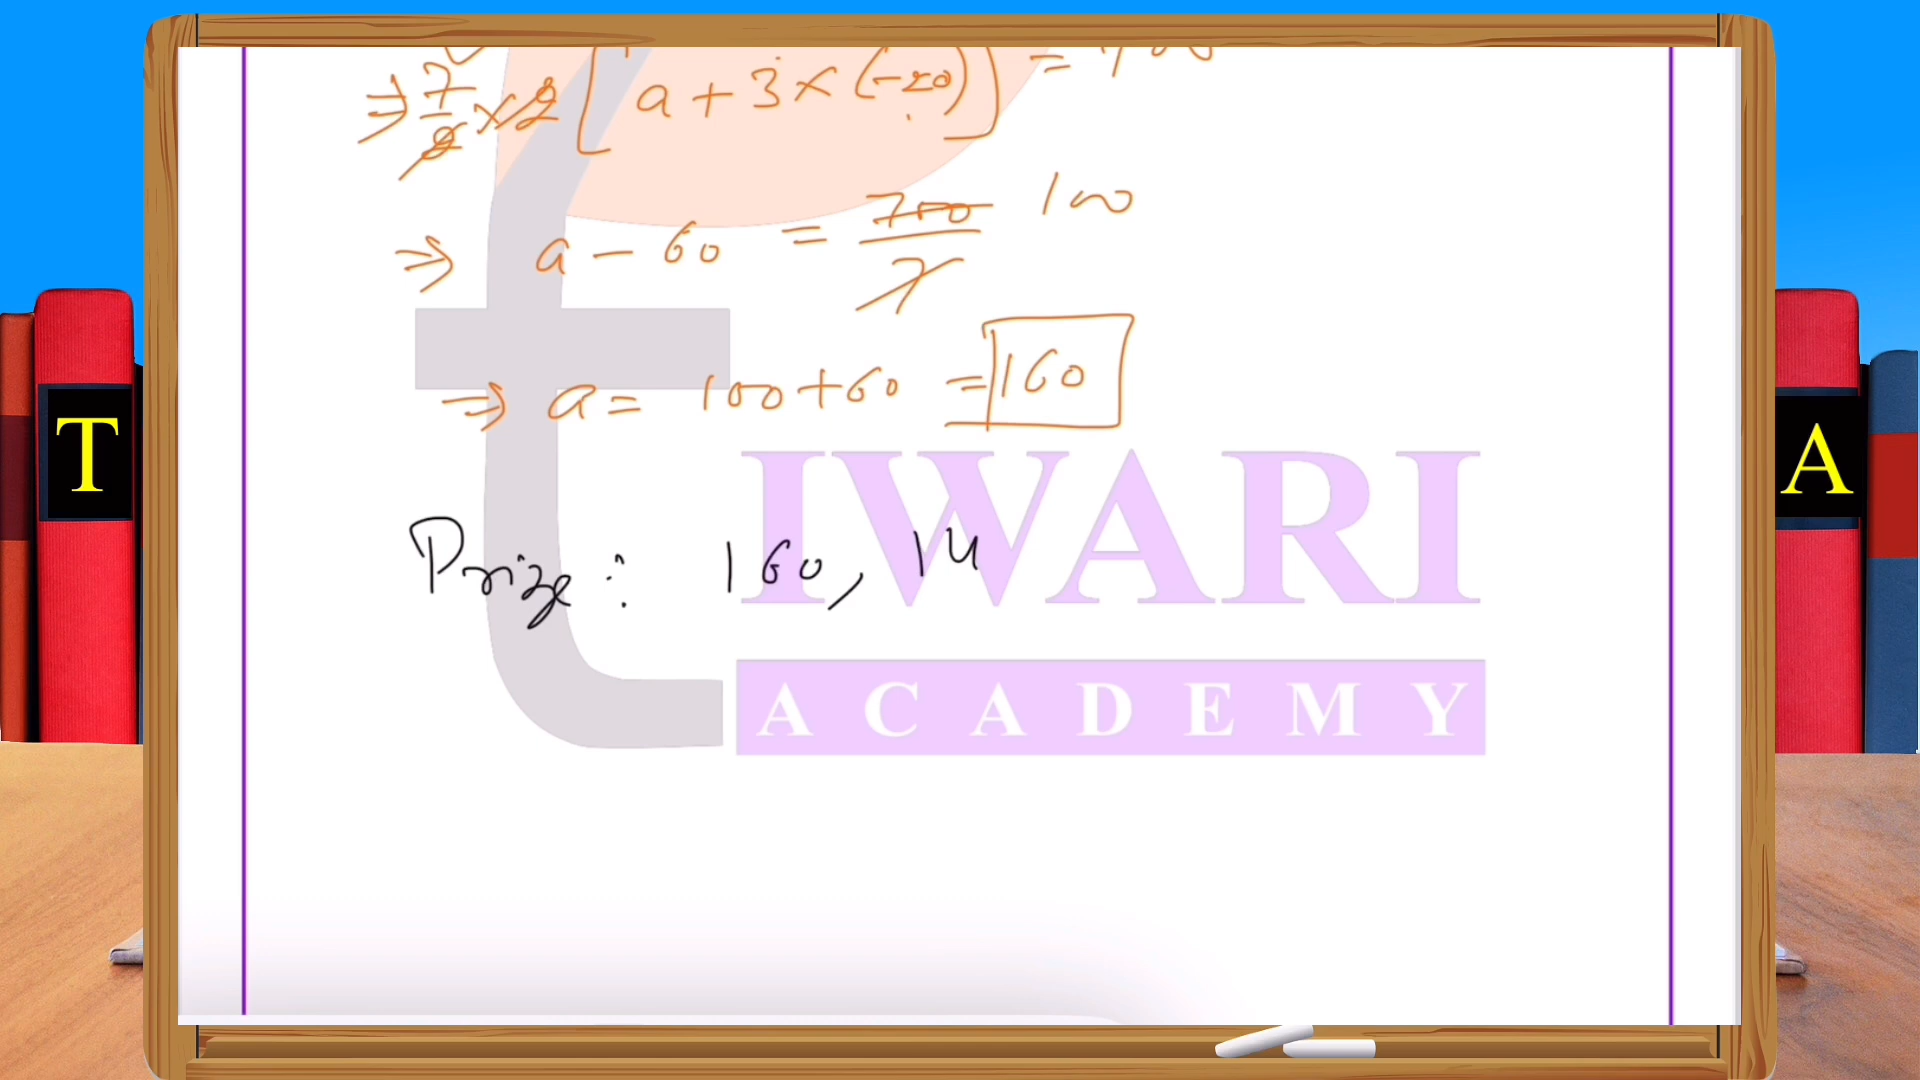 ⇒ 7/2 × 2 [a + 3 × (-20)] = 700
⇒ a - 60 = 700/7 100
⇒ a = 100 + 60 = 160
Prize : 160, 14
T
A
IWARI
ACADEMY